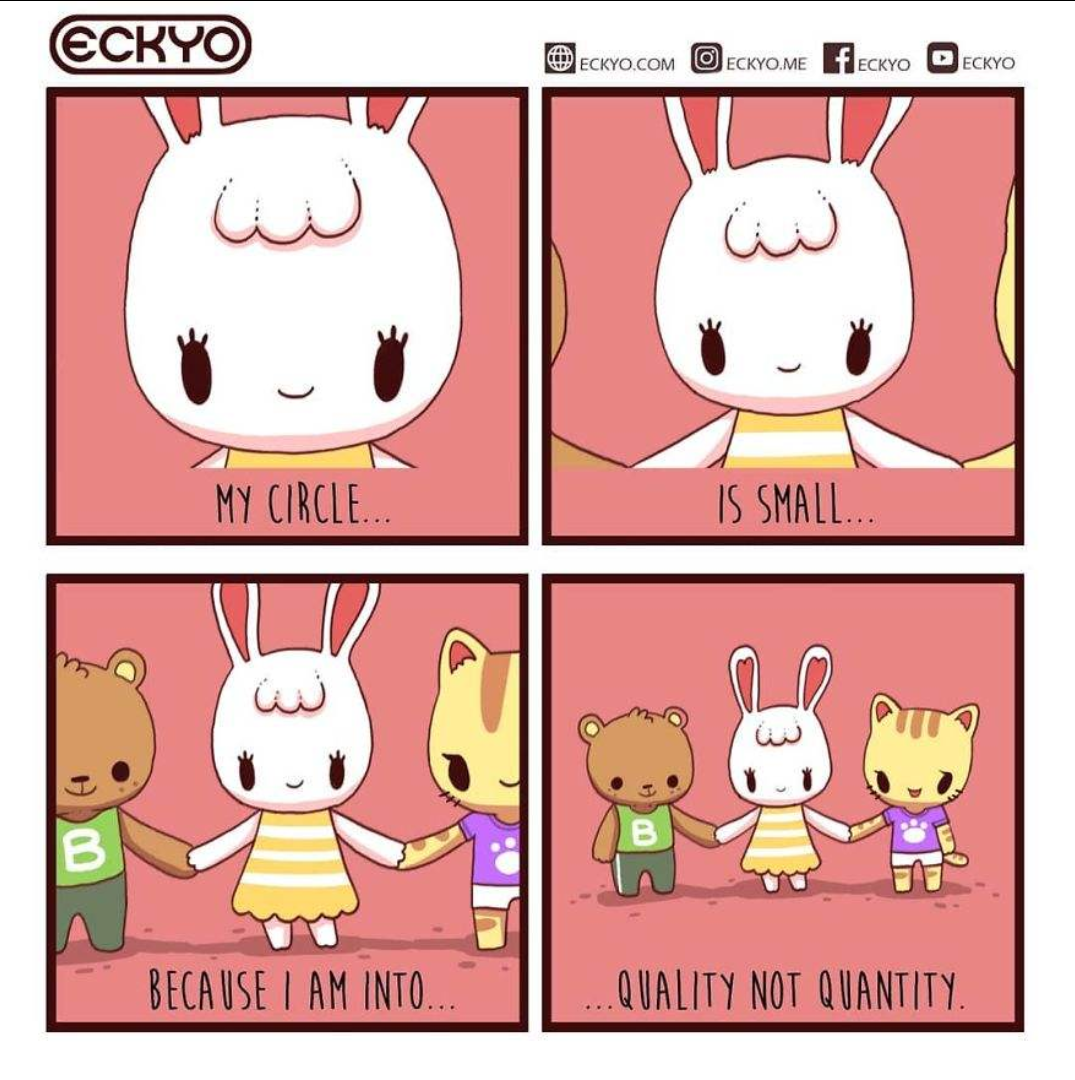 ECKYO
ECKYO.COM ECKYO.ME ECKYO ECKYO
MY CIRCLE...
IS SMALL...
B
BECAUSE I AM INTO...
B
...QUALITY NOT QUANTITY.